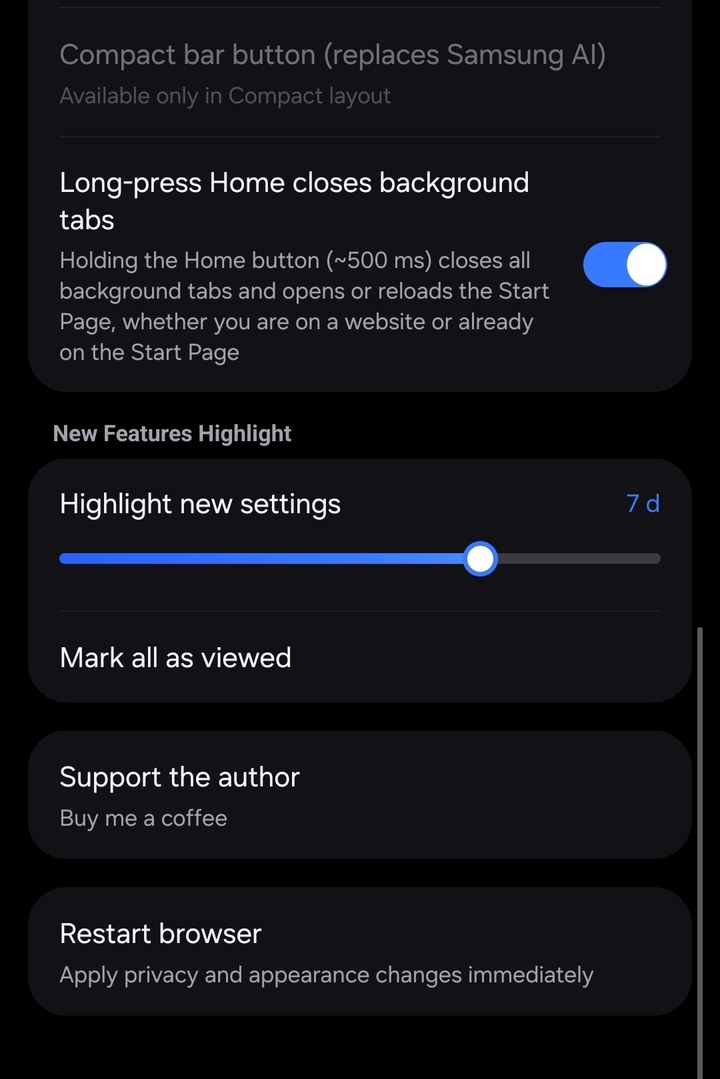 Compact bar button (replaces Samsung AI)
Available only in Compact layout
Long-press Home closes background
tabs
Holding the Home button (~500 ms) closes all
background tabs and opens or reloads the Start
Page, whether you are on a website or already
on the Start Page
New Features Highlight
Highlight new settings
7 d
Mark all as viewed
Support the author
Buy me a coffee
Restart browser
Apply privacy and appearance changes immediately